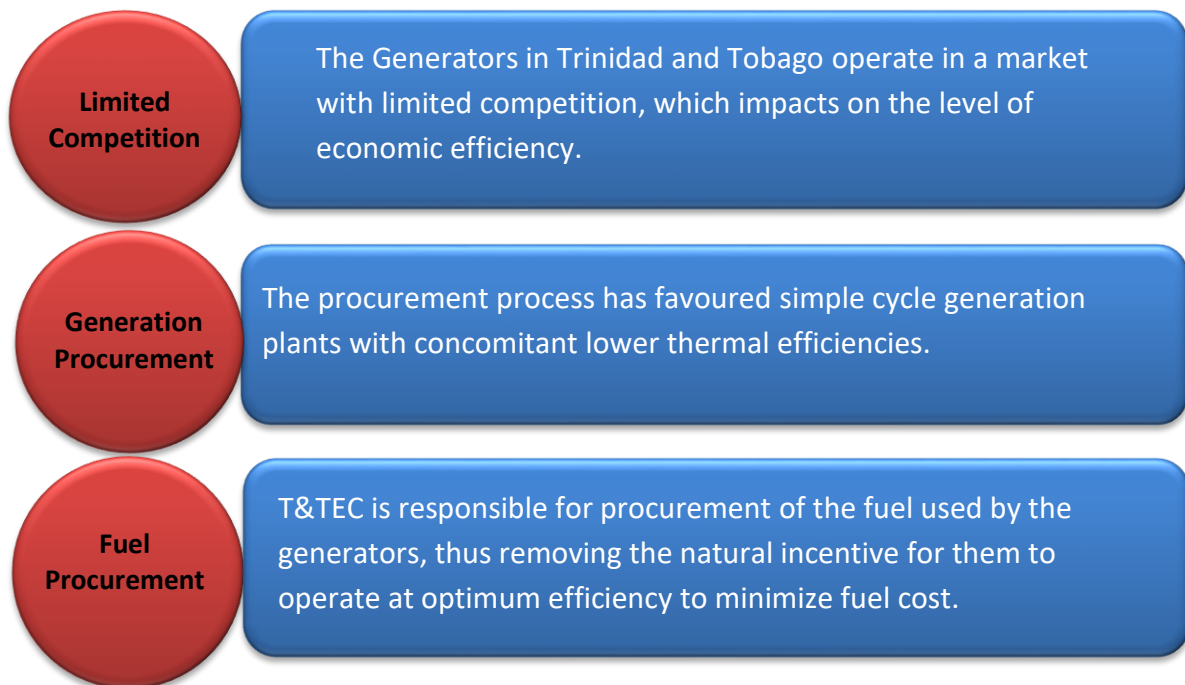 Limited
Competition
The Generators in Trinidad and Tobago operate in a market
with limited competition, which impacts on the level of
economic efficiency.
Generation
Procurement
The procurement process has favoured simple cycle generation
plants with concomitant lower thermal efficiencies.
Fuel
Procurement
T&TEC is responsible for procurement of the fuel used by the
generators, thus removing the natural incentive for them to
operate at optimum efficiency to minimize fuel cost.